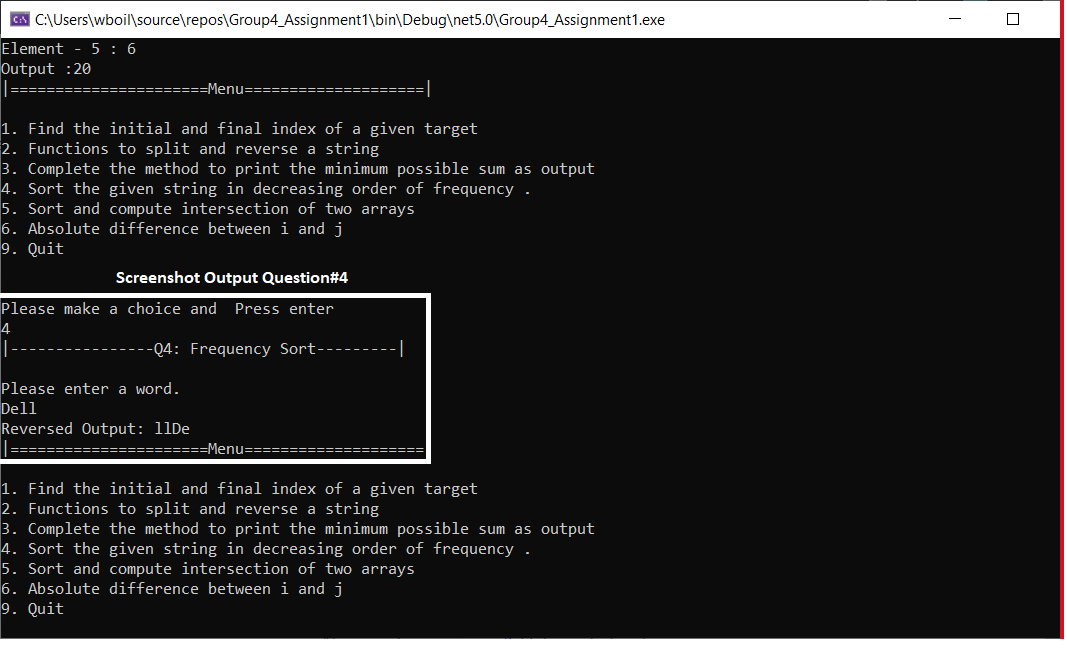 C:\Users\wboil\source\repos\Group4_Assignment1\bin\Debug\net5.0\Group4_Assignment1.exe
Element - 5 : 6
Output :20
|======================Menu====================|
1. Find the initial and final index of a given target
2. Functions to split and reverse a string
3. Complete the method to print the minimum possible sum as output
4. Sort the given string in decreasing order of frequency .
5. Sort and compute intersection of two arrays
6. Absolute difference between i and j
9. Quit
Screenshot Output Question#4
Please make a choice and  Press enter
4
|----------------Q4: Frequency Sort---------|
Please enter a word.
Dell
Reversed Output: llDe
|======================Menu====================
1. Find the initial and final index of a given target
2. Functions to split and reverse a string
3. Complete the method to print the minimum possible sum as output
4. Sort the given string in decreasing order of frequency .
5. Sort and compute intersection of two arrays
6. Absolute difference between i and j
9. Quit